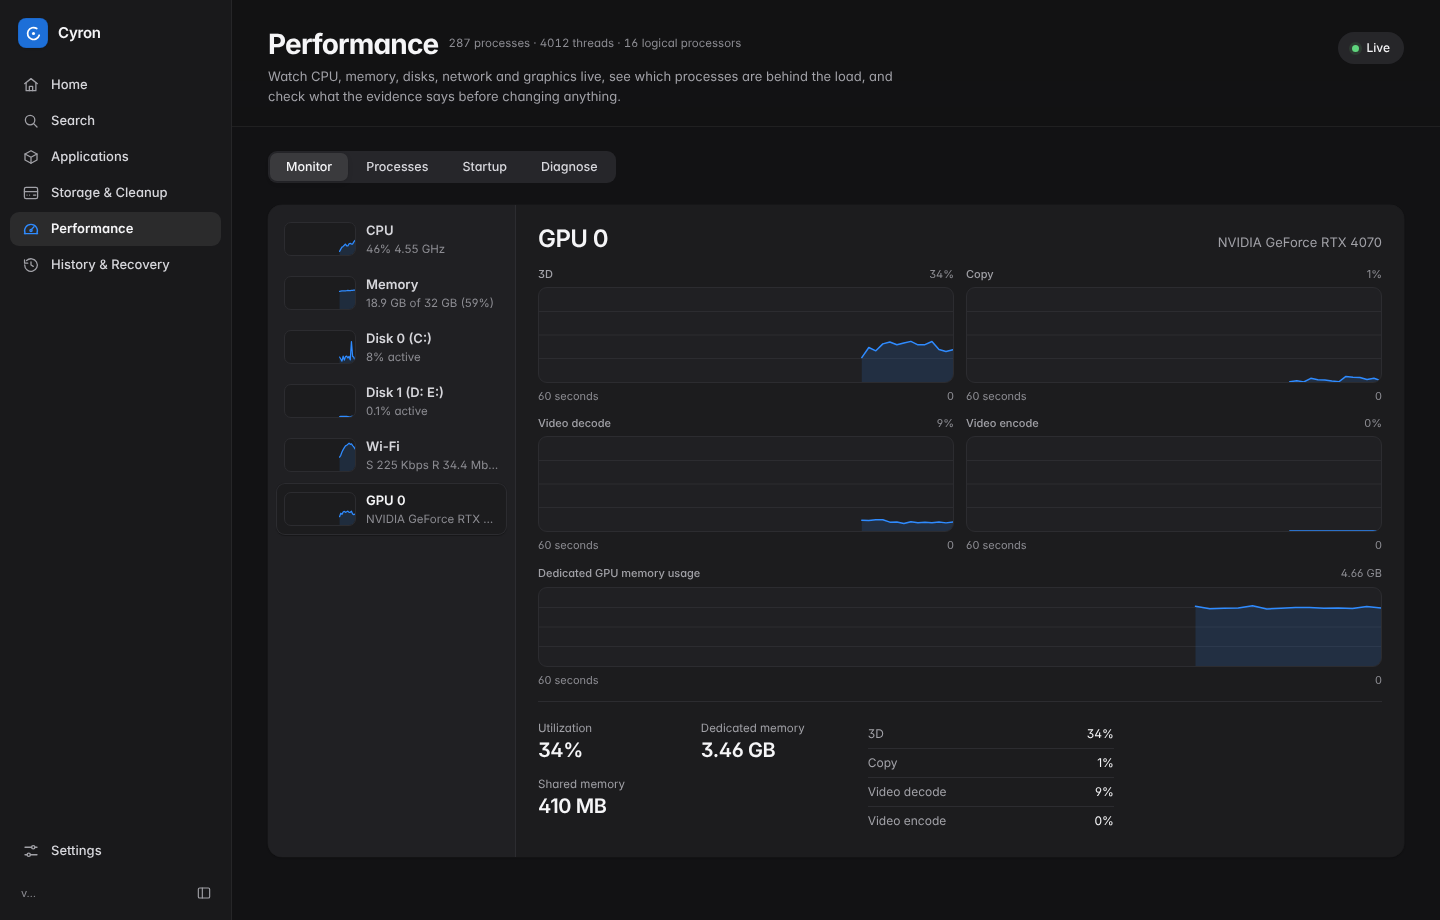 Cyron
Home
Search
Applications
Storage & Cleanup
Performance
History & Recovery
Settings
v...
Performance 287 processes · 4012 threads · 16 logical processors
Live
Watch CPU, memory, disks, network and graphics live, see which processes are behind the load, and
check what the evidence says before changing anything.
Monitor Processes Startup Diagnose
CPU
46% 4.55 GHz
Memory
18.9 GB of 32 GB (59%)
Disk 0 (C:)
8% active
Disk 1 (D: E:)
0.1% active
Wi-Fi
S 225 Kbps R 34.4 Mb...
GPU 0
NVIDIA GeForce RTX ...
GPU 0 NVIDIA GeForce RTX 4070
3D 34% Copy 1%
60 seconds 0 60 seconds 0
Video decode 9% Video encode 0%
60 seconds 0 60 seconds 0
Dedicated GPU memory usage 4.66 GB
60 seconds 0
Utilization
34%
Dedicated memory
3.46 GB
Shared memory
410 MB
3D 34%
Copy 1%
Video decode 9%
Video encode 0%